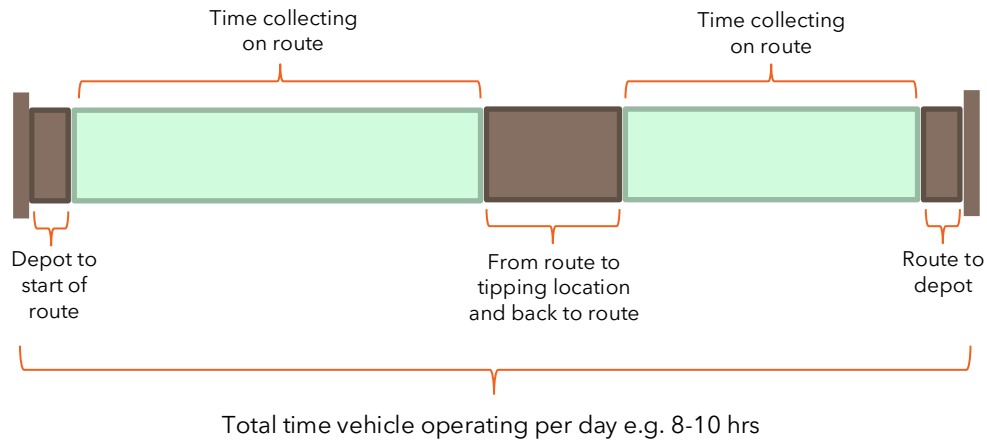 Time collecting
on route
Time collecting
on route
Depot to
start of
route
From route to
tipping location
and back to route
Route to
depot
Total time vehicle operating per day e.g. 8-10 hrs